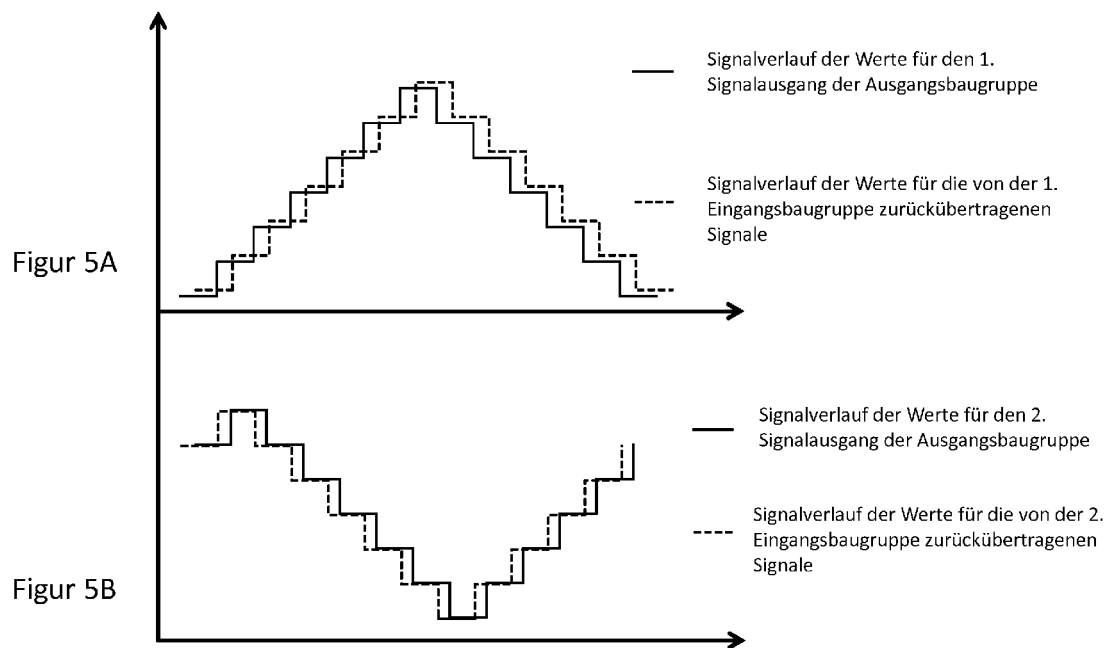 Signalverlauf der Werte für den 1.
Signalausgang der Ausgangsbaugruppe
Signalverlauf der Werte für die von der 1.
Eingangsbaugruppe zurückübertragenen
Signale
Figur 5A
Signalverlauf der Werte für den 2.
Signalausgang der Ausgangsbaugruppe
Signalverlauf der Werte für die von der 2.
Eingangsbaugruppe zurückübertragenen
Signale
Figur 5B